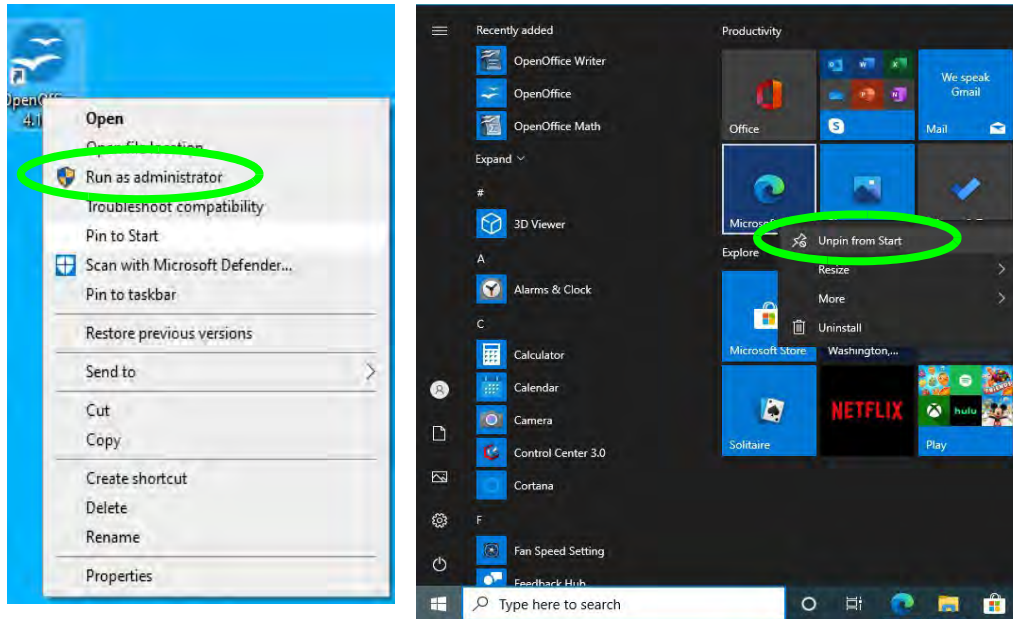 4.1
Open
Open file location
Run as administrator
Troubleshoot compatibility
Pin to Start
Scan with Microsoft Defender...
Pin to taskbar
Restore previous versions
Send to
Cut
Copy
Create shortcut
Delete
Rename
Properties
Recently added
OpenOffice Writer
OpenOffice
OpenOffice Math
Expand
#
3D Viewer
A
Alarms & Clock
C
Calculator
Calendar
Camera
Control Center 3.0
Cortana
F
Fan Speed Setting
Feedback Hub
Type here to search
Productivity
Office
We speak
Gmail
Mail
Unpin from Start
Resize
More
Uninstall
Explore
Microsoft Store
Washington,...
Solitaire
NETFLIX
hulu
Play